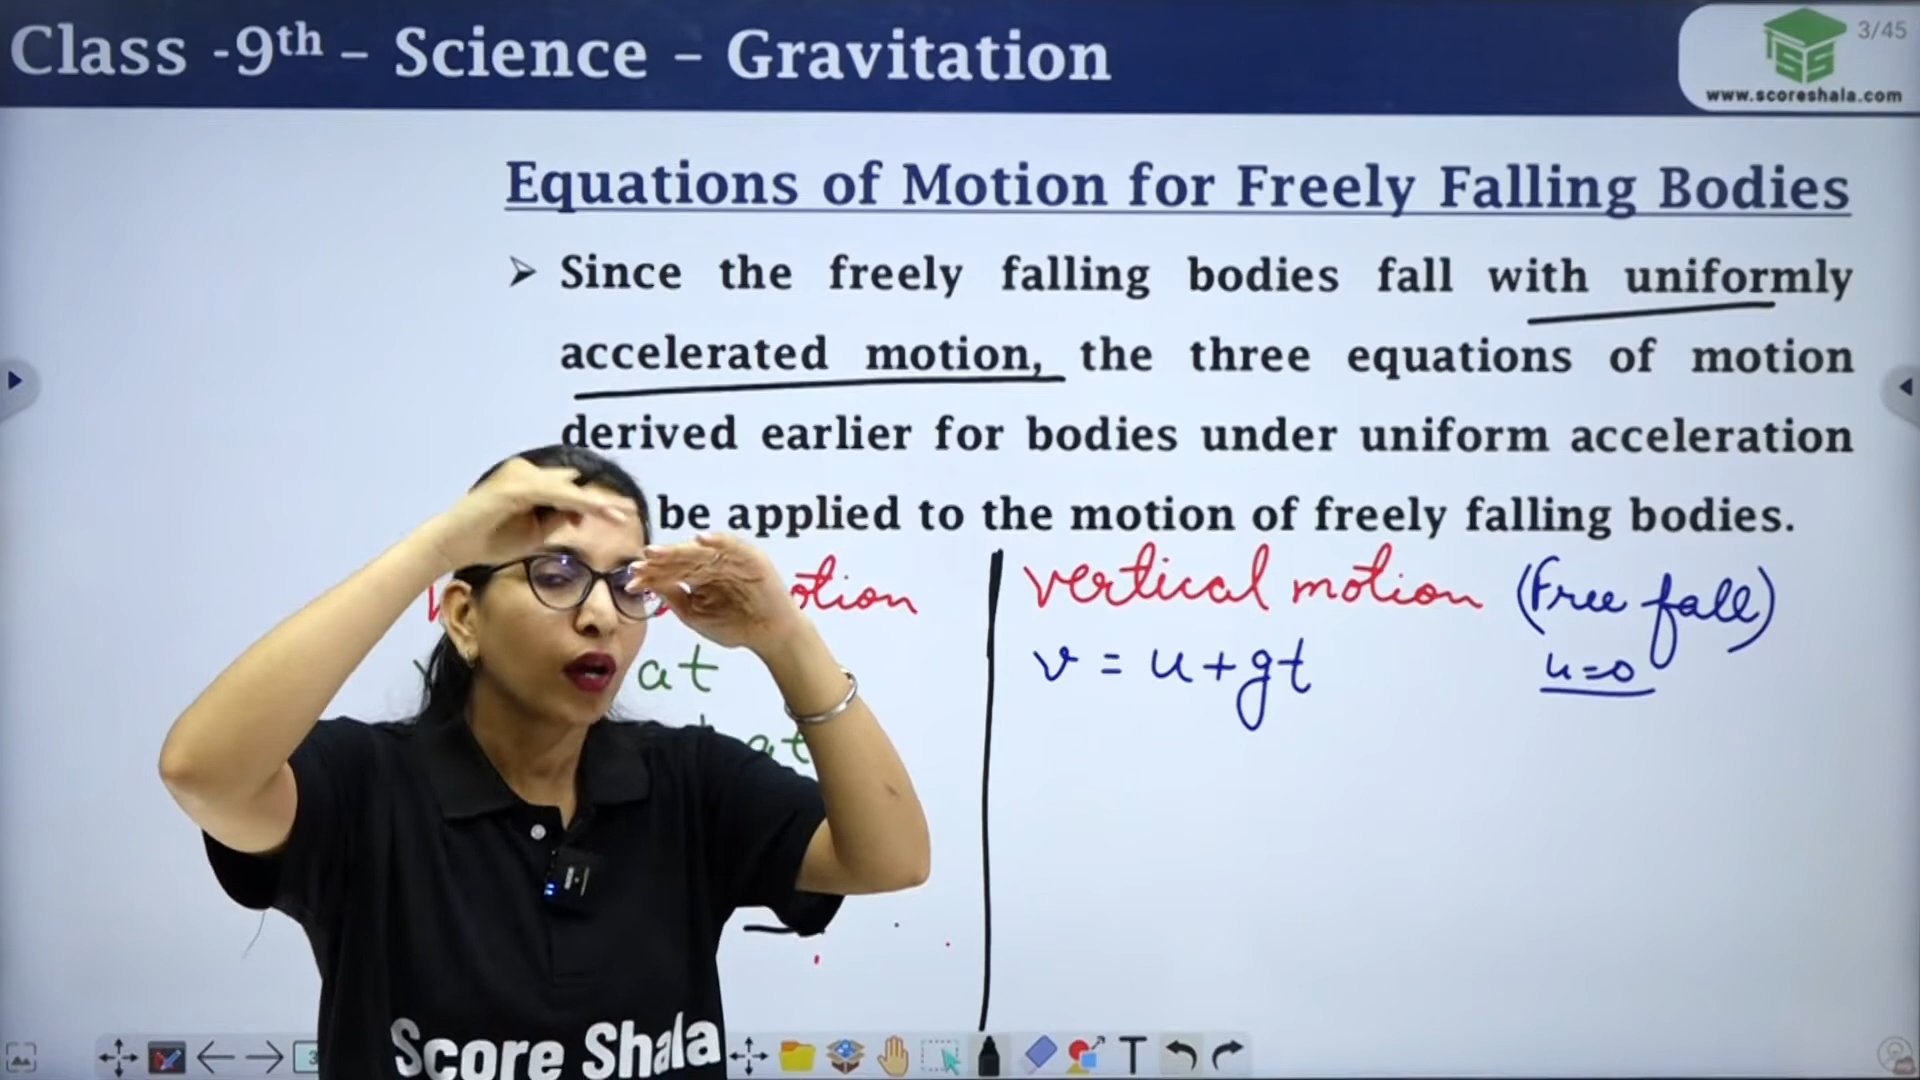 Class -9th – Science – Gravitation
3/45
www.scoreshala.com
Equations of Motion for Freely Falling Bodies
➢ Since the freely falling bodies fall with uniformly
accelerated motion, the three equations of motion
derived earlier for bodies under uniform acceleration
be applied to the motion of freely falling bodies.
vertical motion (Free fall)
at
v = u + gt
u=0
at
Score Shala